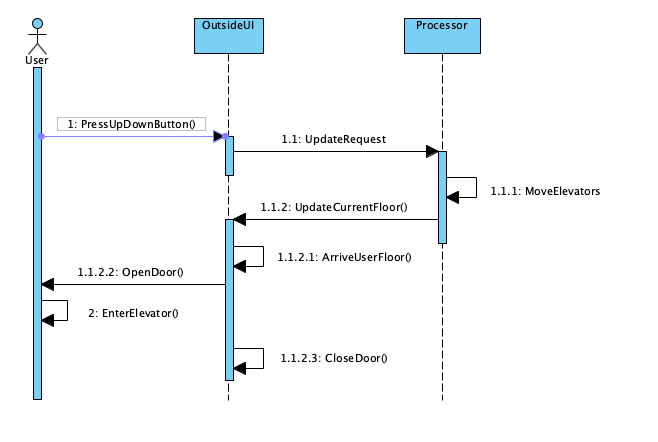 OutsideUI
Processor
User
1: PressUpDownButton()
1.1: UpdateRequest
1.1.1: MoveElevators
1.1.2: UpdateCurrentFloor()
1.1.2.1: ArriveUserFloor()
1.1.2.2: OpenDoor()
2: EnterElevator()
1.1.2.3: CloseDoor()